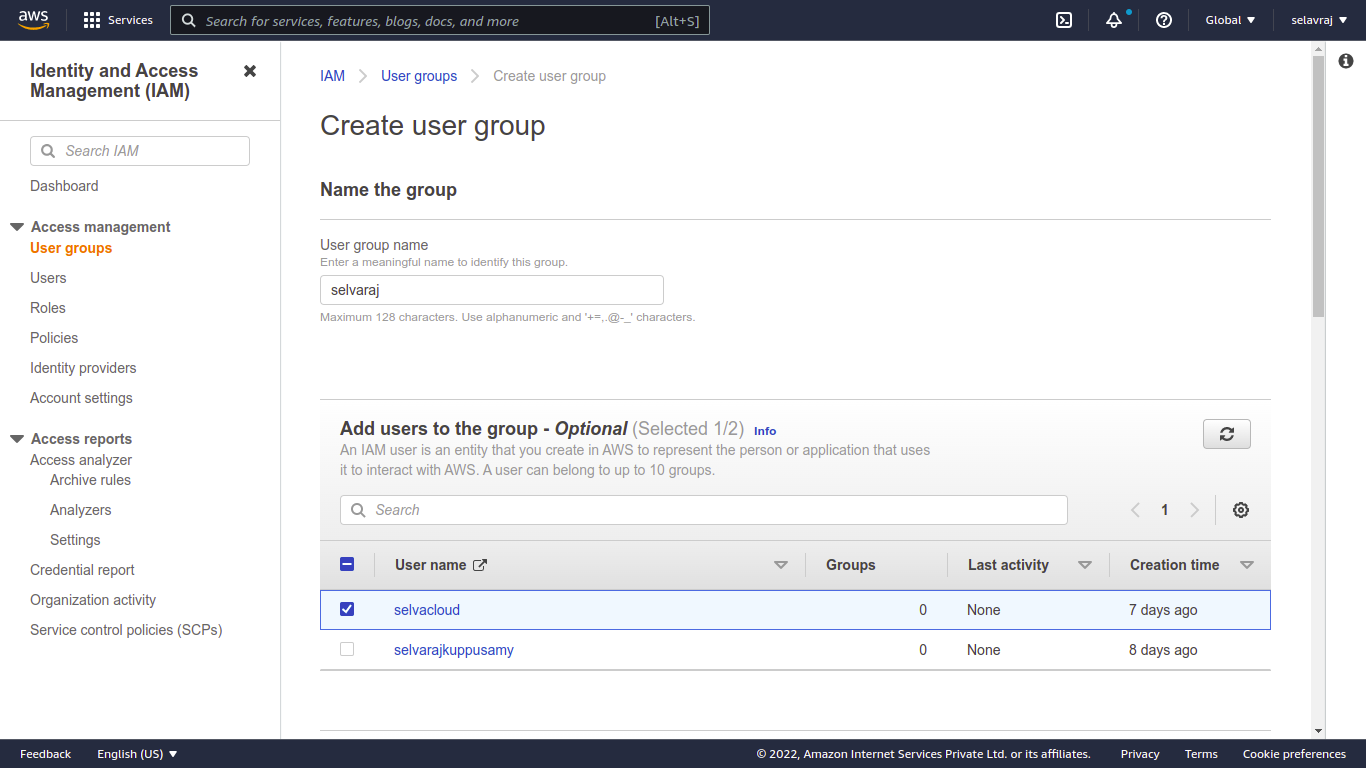 aws
Services
Search for services, features, blogs, docs, and more
[Alt+S]
Global
selavraj
Identity and Access
Management (IAM)
Search IAM
Dashboard
Access management
User groups
Users
Roles
Policies
Identity providers
Account settings
Access reports
Access analyzer
Archive rules
Analyzers
Settings
Credential report
Organization activity
Service control policies (SCPs)
IAM
User groups
Create user group
Create user group
Name the group
User group name
Enter a meaningful name to identify this group.
selvaraj
Maximum 128 characters. Use alphanumeric and '+=,.@-_' characters.
Add users to the group - Optional (Selected 1/2) Info
An IAM user is an entity that you create in AWS to represent the person or application that uses
it to interact with AWS. A user can belong to up to 10 groups.
Search
1
User name Groups Last activity Creation time
selvacloud 0 None 7 days ago
selvarajkuppusamy 0 None 8 days ago
Feedback English (US) © 2022, Amazon Internet Services Private Ltd. or its affiliates. Privacy Terms Cookie preferences